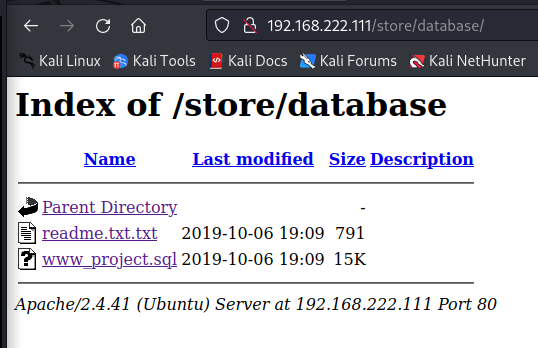 192.168.222.111/store/database/
Kali Linux Kali Tools Kali Docs Kali Forums Kali NetHunter
Index of /store/database
Name Last modified Size Description
Parent Directory -
readme.txt.txt 2019-10-06 19:09 791
www_project.sql 2019-10-06 19:09 15K
Apache/2.4.41 (Ubuntu) Server at 192.168.222.111 Port 80